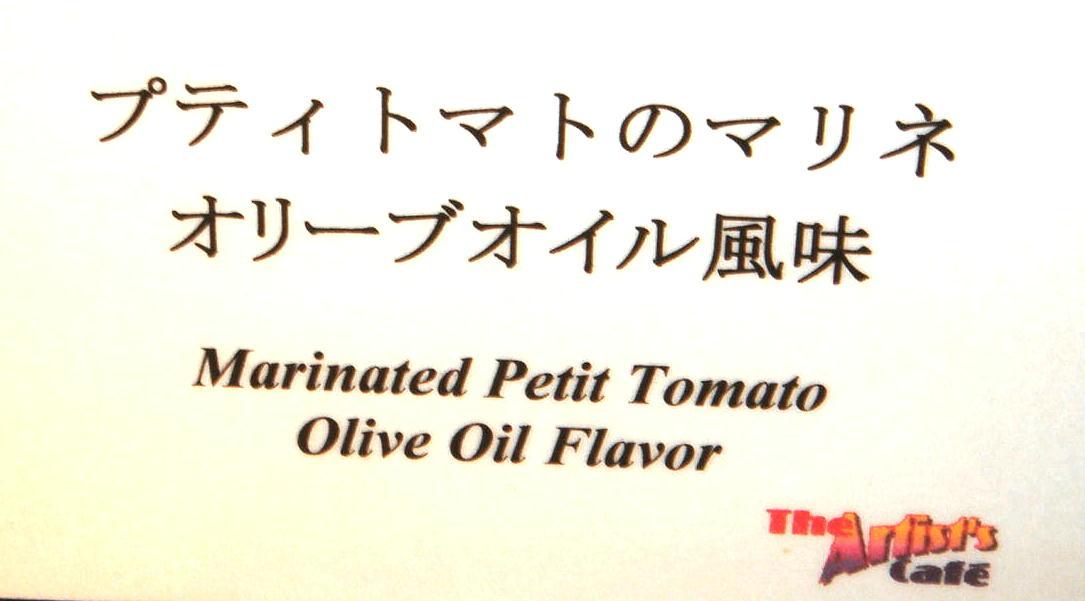 プティトマトのマリネ
オリーブオイル風味
Marinated Petit Tomato
Olive Oil Flavor
The Artist's
Café